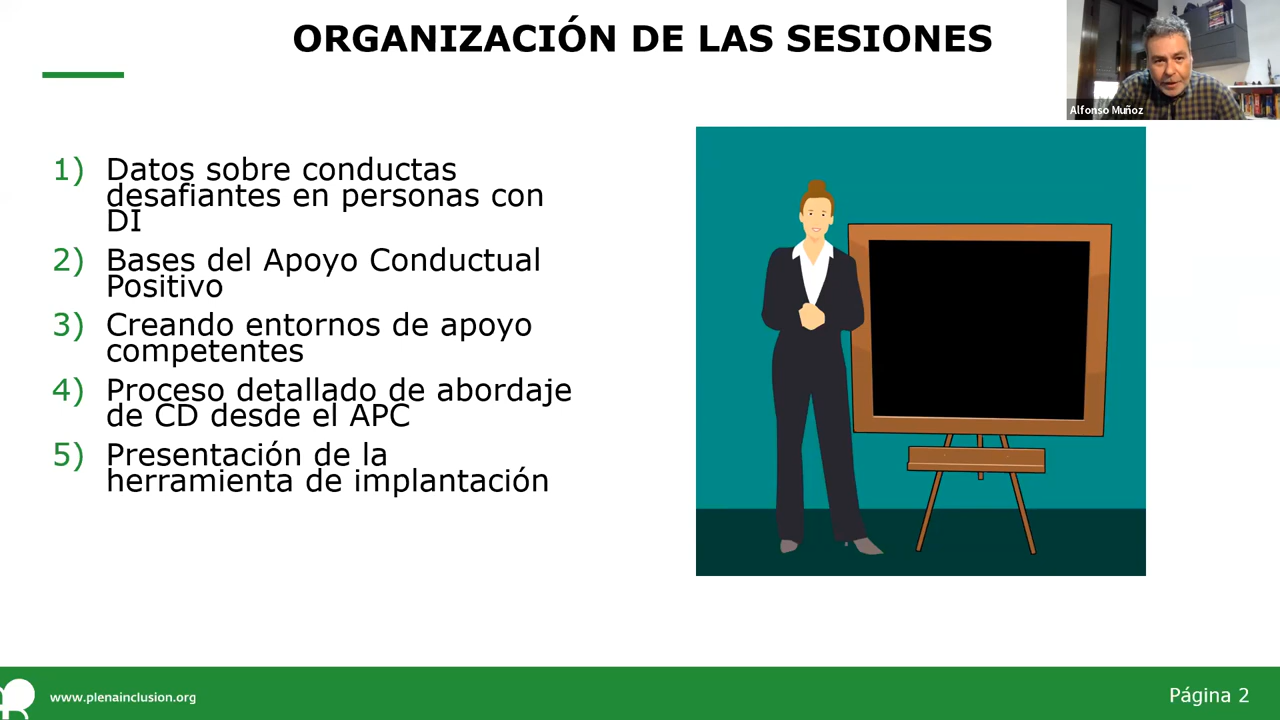 ORGANIZACIÓN DE LAS SESIONES
Alfonso Muñoz
1) Datos sobre conductas
desafiantes en personas con
DI
2) Bases del Apoyo Conductual
Positivo
3) Creando entornos de apoyo
competentes
4) Proceso detallado de abordaje
de CD desde el APC
5) Presentación de la
herramienta de implantación
www.plenainclusion.org
Página 2